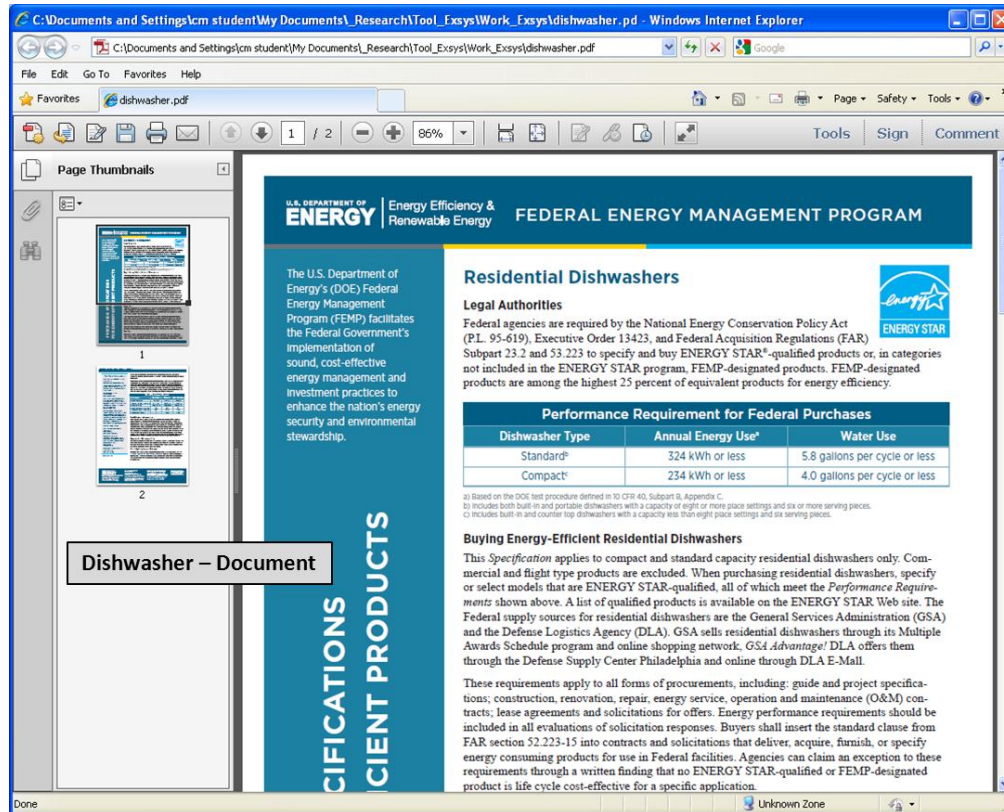 C:\Documents and Settings\cm student\My Documents\_Research\Tool_Exsys\Work_Exsys\dishwasher.pd - Windows Internet Explorer
C:\Documents and Settings\cm student\My Documents\_Research\Tool_Exsys\Work_Exsys\dishwasher.pdf
Google
File Edit Go To Favorites Help
Favorites
dishwasher.pdf
Page
Safety
Tools
1 / 2
86%
Tools
Sign
Comment
Page Thumbnails
1
2
Dishwasher – Document
U.S. DEPARTMENT OF
ENERGY
Energy Efficiency &
Renewable Energy
FEDERAL ENERGY MANAGEMENT PROGRAM
The U.S. Department of
Energy's (DOE) Federal
Energy Management
Program (FEMP) facilitates
the Federal Government's
implementation of
sound, cost-effective
energy management and
investment practices to
enhance the nation's energy
security and environmental
stewardship.
CIFICATIONS
CIENT PRODUCTS
Residential Dishwashers
energy
ENERGY STAR
Legal Authorities
Federal agencies are required by the National Energy Conservation Policy Act
(P.L. 95-619), Executive Order 13423, and Federal Acquisition Regulations (FAR)
Subpart 23.2 and 53.223 to specify and buy ENERGY STAR®-qualified products or, in categories
not included in the ENERGY STAR program, FEMP-designated products. FEMP-designated
products are among the highest 25 percent of equivalent products for energy efficiency.
Performance Requirement for Federal Purchases
Dishwasher Type Annual Energy Useᵃ Water Use
Standardᵇ 324 kWh or less 5.8 gallons per cycle or less
Compactᶜ 234 kWh or less 4.0 gallons per cycle or less
a) Based on the DOE test procedure defined in 10 CFR 40, Subpart B, Appendix C.
b) Includes both built-in and portable dishwashers with a capacity of eight or more place settings and six or more serving pieces.
c) Includes built-in and counter top dishwashers with a capacity less than eight place settings and six serving pieces.
Buying Energy-Efficient Residential Dishwashers
This Specification applies to compact and standard capacity residential dishwashers only. Com-
mercial and flight type products are excluded. When purchasing residential dishwashers, specify
or select models that are ENERGY STAR-qualified, all of which meet the Performance Require-
ments shown above. A list of qualified products is available on the ENERGY STAR Web site. The
Federal supply sources for residential dishwashers are the General Services Administration (GSA)
and the Defense Logistics Agency (DLA). GSA sells residential dishwashers through its Multiple
Awards Schedule program and online shopping network, GSA Advantage! DLA offers them
through the Defense Supply Center Philadelphia and online through DLA E-Mall.
These requirements apply to all forms of procurements, including: guide and project specifica-
tions; construction, renovation, repair, energy service, operation and maintenance (O&M) con-
tracts; lease agreements and solicitations for offers. Energy performance requirements should be
included in all evaluations of solicitation responses. Buyers shall insert the standard clause from
FAR section 52.223-15 into contracts and solicitations that deliver, acquire, furnish, or specify
energy consuming products for use in Federal facilities. Agencies can claim an exception to these
requirements through a written finding that no ENERGY STAR-qualified or FEMP-designated
product is life cycle cost-effective for a specific application.
Done
Unknown Zone